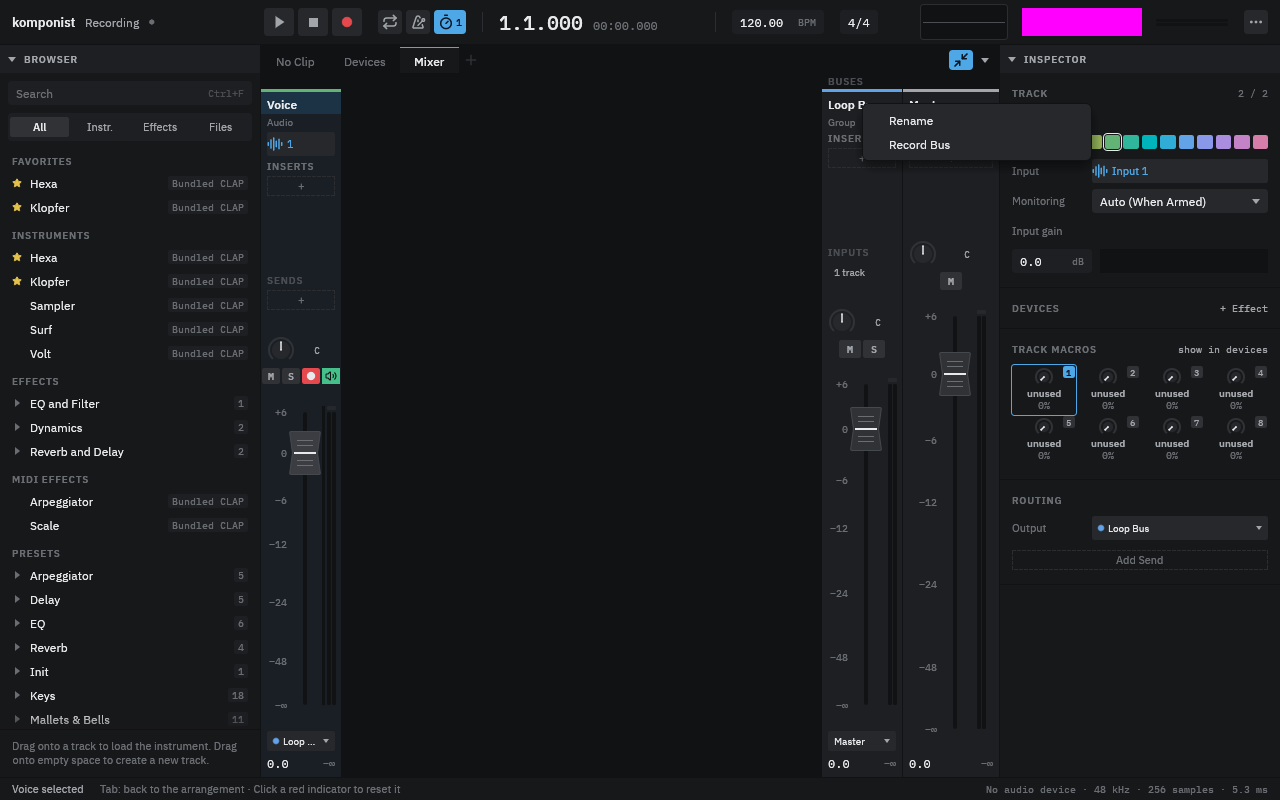 komponist Recording
1
1.1.000 00:00.000
120.00 BPM
4/4
BROWSER
Search Ctrl+F
All Instr. Effects Files
FAVORITES
Hexa Bundled CLAP
Klopfer Bundled CLAP
INSTRUMENTS
Hexa Bundled CLAP
Klopfer Bundled CLAP
Sampler Bundled CLAP
Surf Bundled CLAP
Volt Bundled CLAP
EFFECTS
EQ and Filter 1
Dynamics 2
Reverb and Delay 2
MIDI EFFECTS
Arpeggiator Bundled CLAP
Scale Bundled CLAP
PRESETS
Arpeggiator 5
Delay 5
EQ 6
Reverb 4
Init 1
Keys 18
Mallets & Bells 11
Drag onto a track to load the instrument. Drag
onto empty space to create a new track.
No Clip Devices Mixer +
Voice
Audio
1
INSERTS
+
SENDS
+
C
M S
+6
0
−6
−12
−24
−48
−∞
Loop ...
0.0 −∞
BUSES
Loop B
Group
INSER
INPUTS
1 track
C
M S
+6
0
−6
−12
−24
−48
−∞
Master
0.0 −∞
C
M
+6
0
−6
−12
−24
−48
−∞
0.0 −∞
Rename
Record Bus
INSPECTOR
TRACK 2 / 2
Input Input 1
Monitoring Auto (When Armed)
Input gain
0.0 dB
DEVICES + Effect
TRACK MACROS show in devices
1 2 3 4
unused unused unused unused
0% 0% 0% 0%
5 6 7 8
unused unused unused unused
0% 0% 0% 0%
ROUTING
Output Loop Bus
Add Send
Voice selected Tab: back to the arrangement · Click a red indicator to reset it
No audio device · 48 kHz · 256 samples · 5.3 ms